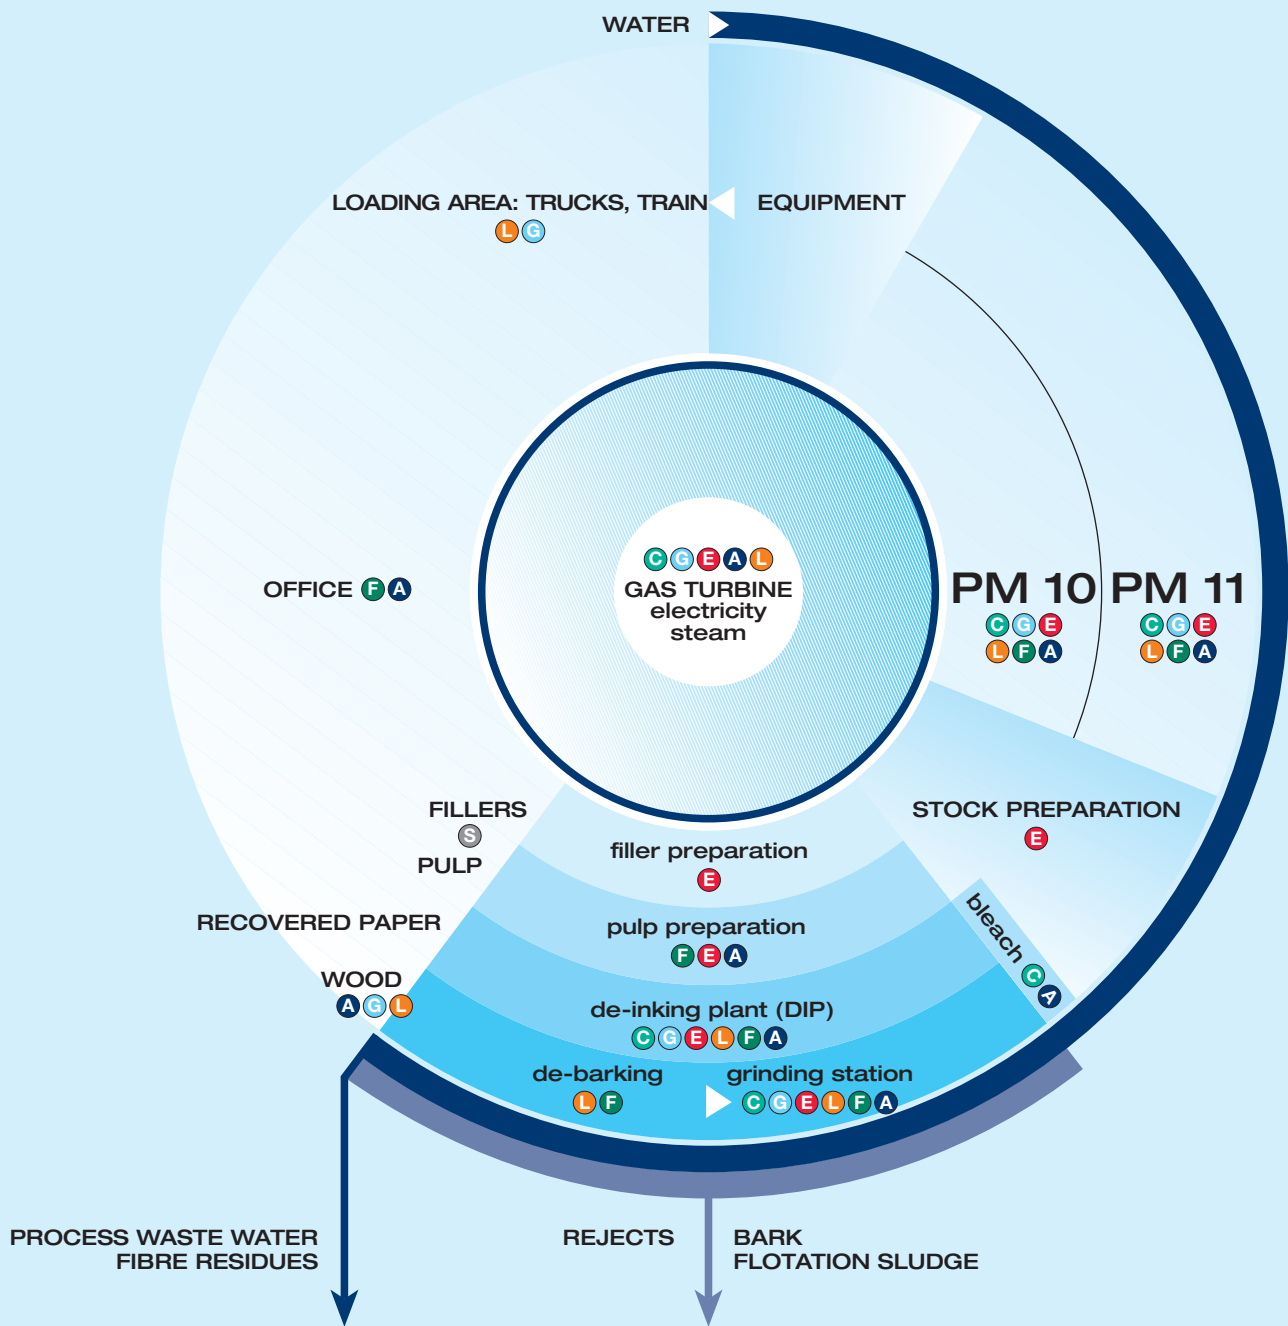 WATER
LOADING AREA: TRUCKS, TRAIN
L G
EQUIPMENT
C G E A L
GAS TURBINE
electricity
steam
OFFICE F A
PM 10
C G E
L F A
PM 11
C G E
L F A
FILLERS
S
PULP
RECOVERED PAPER
WOOD
A G L
filler preparation
E
pulp preparation
F E A
de-inking plant (DIP)
C G E L F A
de-barking
L F
grinding station
C G E L F A
STOCK PREPARATION
E
bleach C A
PROCESS WASTE WATER
FIBRE RESIDUES
REJECTS
BARK
FLOTATION SLUDGE